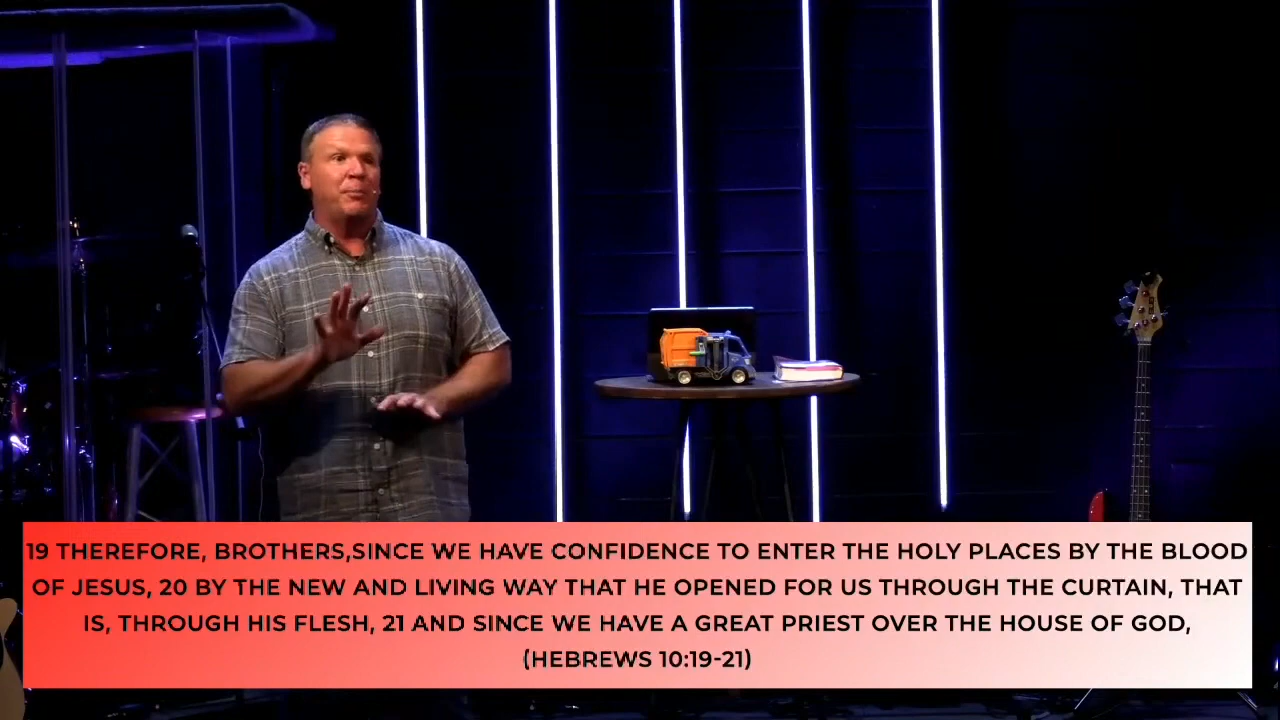 19 THEREFORE, BROTHERS,SINCE WE HAVE CONFIDENCE TO ENTER THE HOLY PLACES BY THE BLOOD
OF JESUS, 20 BY THE NEW AND LIVING WAY THAT HE OPENED FOR US THROUGH THE CURTAIN, THAT
IS, THROUGH HIS FLESH, 21 AND SINCE WE HAVE A GREAT PRIEST OVER THE HOUSE OF GOD,
(HEBREWS 10:19-21)